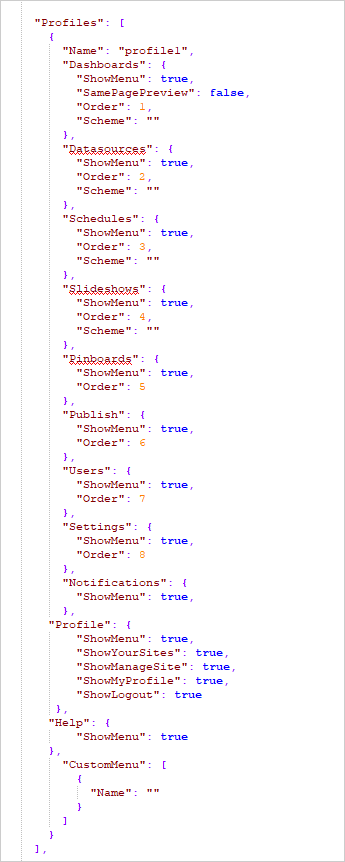 "Profiles": [
{
"Name": "profile1",
"Dashboards": {
"ShowMenu": true,
"SamePagePreview": false,
"Order": 1,
"Scheme": ""
},
"Datasources": {
"ShowMenu": true,
"Order": 2,
"Scheme": ""
},
"Schedules": {
"ShowMenu": true,
"Order": 3,
"Scheme": ""
},
"Slideshows": {
"ShowMenu": true,
"Order": 4,
"Scheme": ""
},
"Pinboards": {
"ShowMenu": true,
"Order": 5
},
"Publish": {
"ShowMenu": true,
"Order": 6
},
"Users": {
"ShowMenu": true,
"Order": 7
},
"Settings": {
"ShowMenu": true,
"Order": 8
},
"Notifications": {
"ShowMenu": true,
},
"Profile": {
"ShowMenu": true,
"ShowYourSites": true,
"ShowManageSite": true,
"ShowMyProfile": true,
"ShowLogout": true
},
"Help": {
"ShowMenu": true
},
"CustomMenu": [
{
"Name": ""
}
]
}
],